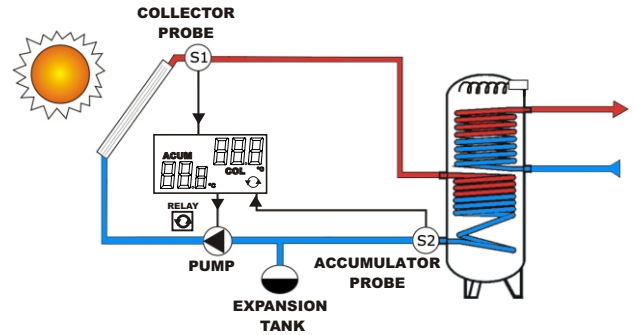 COLLECTOR
PROBE
S1
888
°C
ACUM
COL
88.8
°C
RELAY
S2
PUMP
ACCUMULATOR
PROBE
EXPANSION
TANK